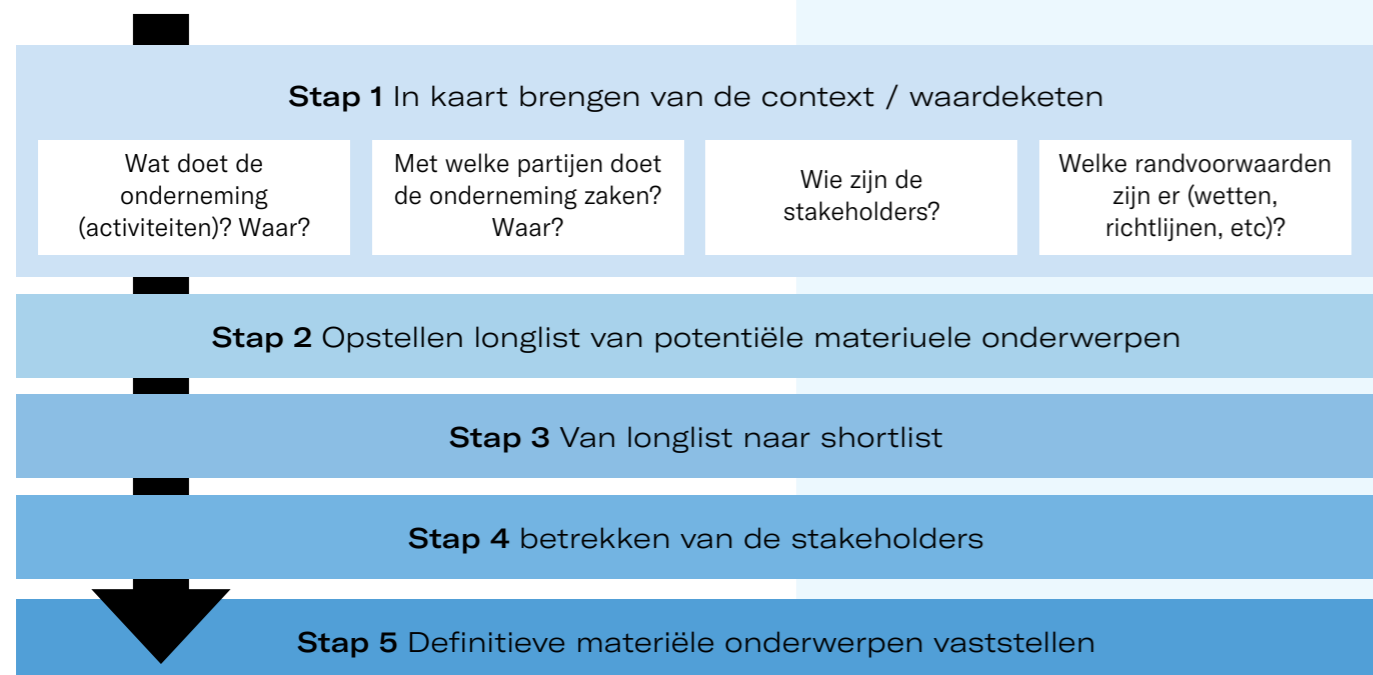 Stap 1 In kaart brengen van de context / waardeketen
Wat doet de
onderneming
(activiteiten)? Waar?
Met welke partijen doet
de onderneming zaken?
Waar?
Wie zijn de
stakeholders?
Welke randvoorwaarden
zijn er (wetten,
richtlijnen, etc)?
Stap 2 Opstellen longlist van potentiële materiuele onderwerpen
Stap 3 Van longlist naar shortlist
Stap 4 betrekken van de stakeholders
Stap 5 Definitieve materiële onderwerpen vaststellen